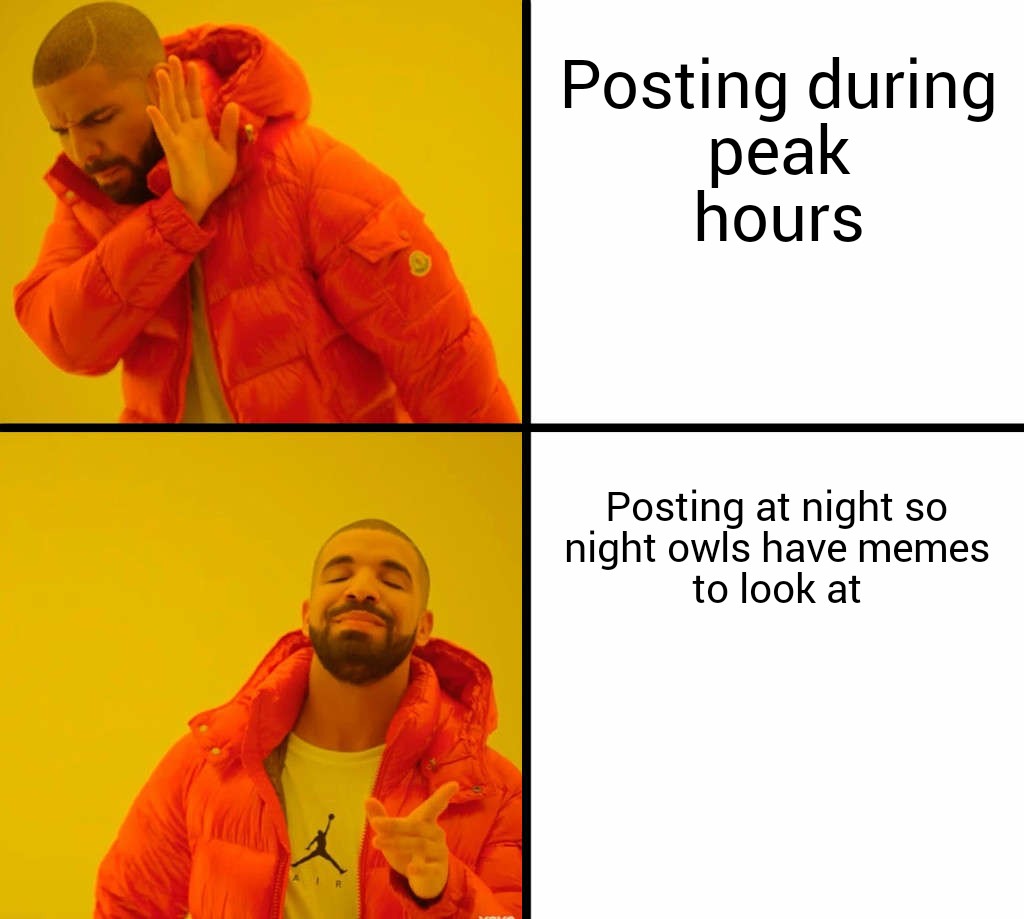 Posting during
peak
hours
Posting at night so
night owls have memes
to look at
A I R